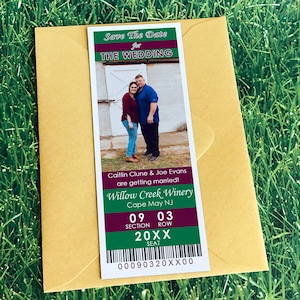 Save The Date
for
THE WEDDING
Caitlin Clune & Joe Evans
are getting married!
Willow Creek Winery
Cape May NJ
09 03
SECTION ROW
20XX
SEAT
00090320XX00